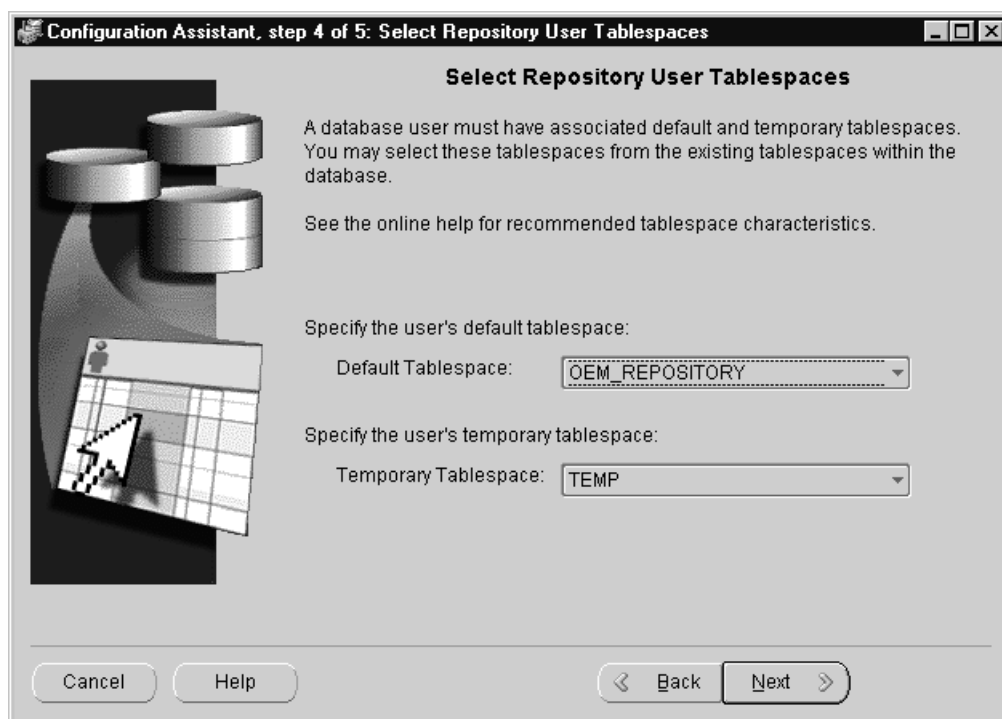 Configuration Assistant, step 4 of 5: Select Repository User Tablespaces
Select Repository User Tablespaces
A database user must have associated default and temporary tablespaces.
You may select these tablespaces from the existing tablespaces within the
database.
See the online help for recommended tablespace characteristics.
Specify the user's default tablespace:
Default Tablespace: OEM_REPOSITORY
Specify the user's temporary tablespace:
Temporary Tablespace: TEMP
Cancel Help Back Next